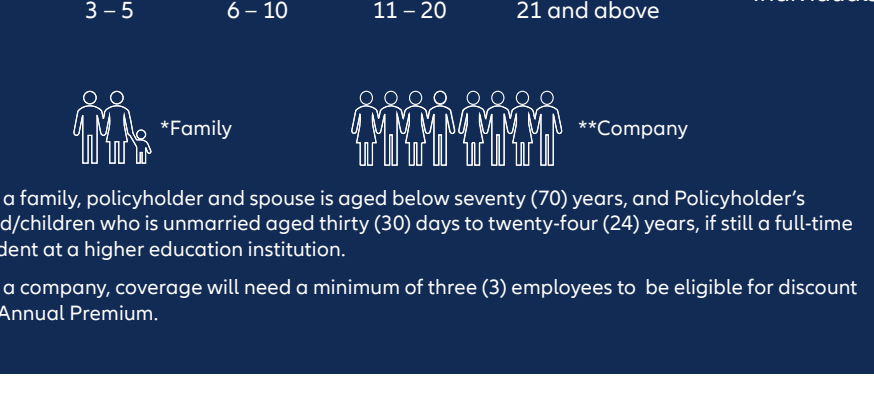 3 – 5 6 – 10 11 – 20 21 and above
*Family **Company
a family, policyholder and spouse is aged below seventy (70) years, and Policyholder’s
d/children who is unmarried aged thirty (30) days to twenty-four (24) years, if still a full-time
dent at a higher education institution.
a company, coverage will need a minimum of three (3) employees to be eligible for discount
Annual Premium.